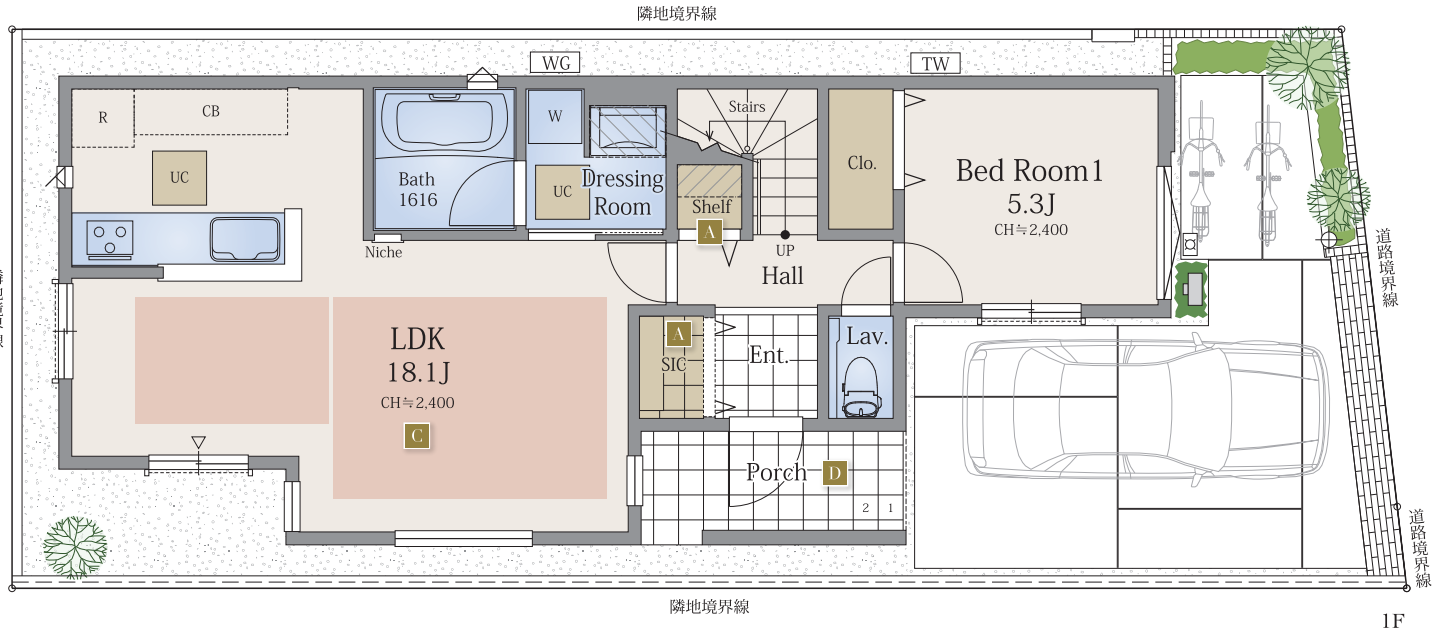 隣地境界線
WG
TW
R
CB
UC
Bath
1616
W
UC
Dressing
Room
Stairs
Shelf
A
Clo.
Bed Room1
5.3J
CH≒2,400
Niche
UP
Hall
LDK
18.1J
CH≒2,400
C
A
SIC
Ent.
Lav.
Porch
D
2 1
道路境界線
道路境界線
隣地境界線
1F